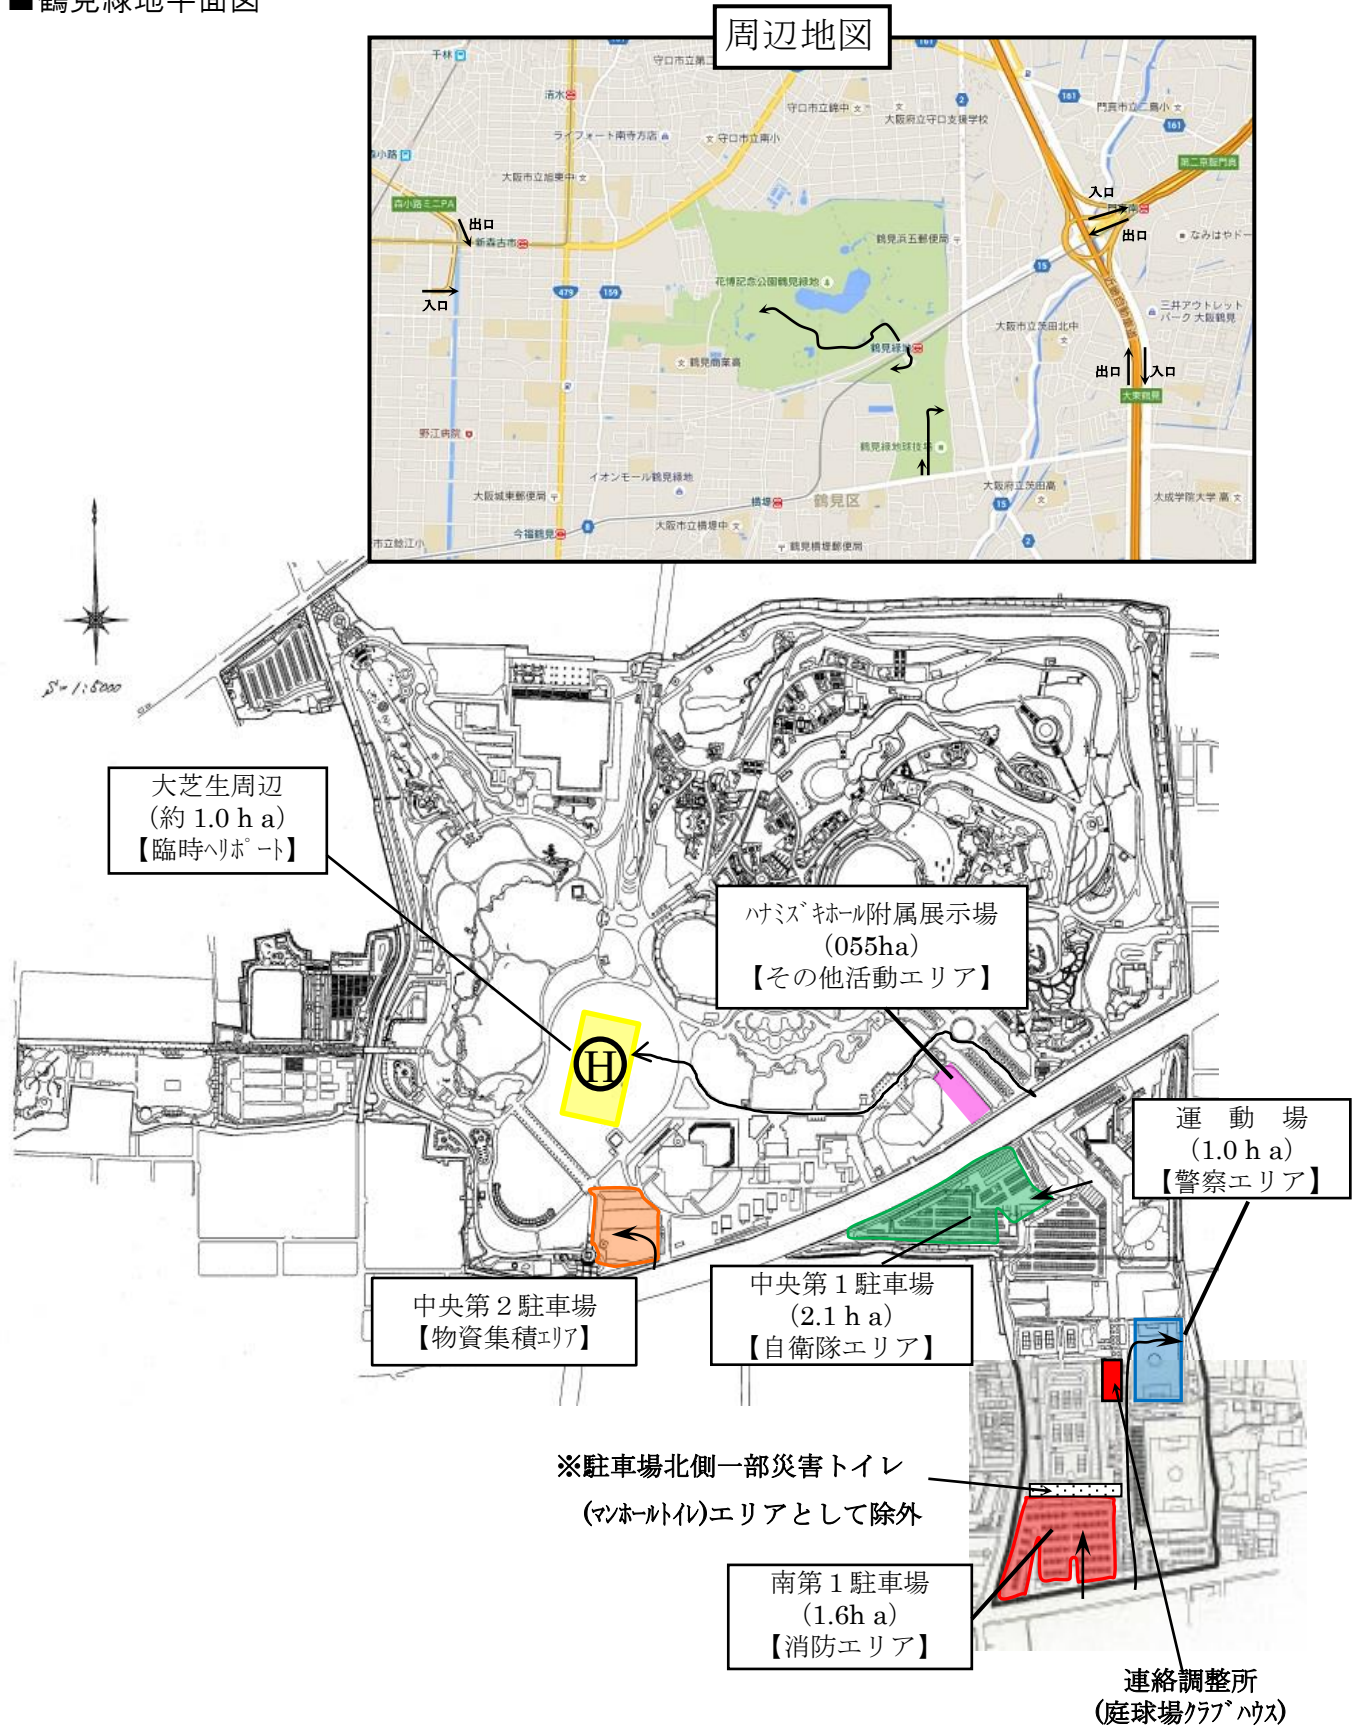 ■鶴見緑地平面図
周辺地図
千林
守口市立第二
清水
守口市立錦中
大阪府立守口支援学校
161
2
161
門真市立二島小
161
ライフォート南寺方店
守口市立南小
森小路
大阪市立旭東中
第二京阪門真
森小路ミニPA
出口
新森古市
入口
入口
門真南
出口
なみはやドー
鶴見浜五郵便局
15
花博記念公園鶴見緑地
479
159
近畿自動車道
三井アウトレット
パーク 大阪鶴見
大阪市立茨田北中
鶴見緑地
鶴見商業高
出口
入口
大東鶴見
野江病院
鶴見緑地球技場
イオンモール鶴見緑地
大阪府立茨田高
大阪城東郵便局
横堤
鶴見区
15
太成学院大学 高
今福鶴見
8
大阪市立横堤中
2
市立鯰江小
鶴見横堤郵便局
S=1:5000
大芝生周辺
(約 1.0 h a)
【臨時ヘリポート】
ハナミズキホール附属展示場
(055ha)
【その他活動エリア】
H
運 動 場
(1.0 h a)
【警察エリア】
中央第２駐車場
【物資集積エリア】
中央第１駐車場
(2.1 h a)
【自衛隊エリア】
※駐車場北側一部災害トイレ
(マンホールトイレ)エリアとして除外
南第１駐車場
(1.6h a)
【消防エリア】
連絡調整所
(庭球場クラブハウス)